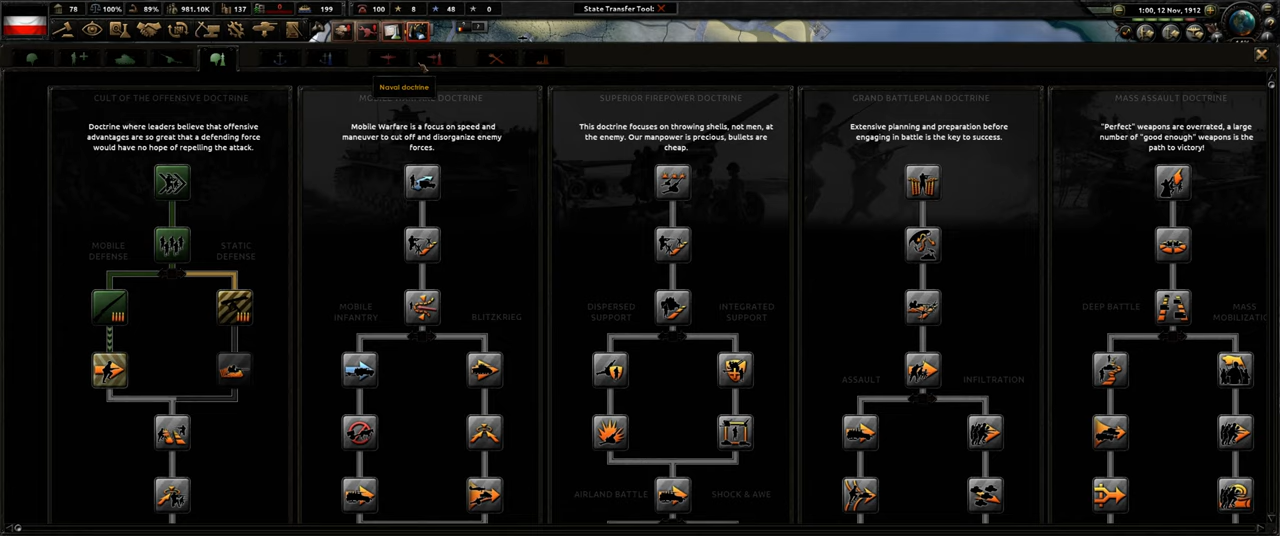 78
100%
89%
981.10K
137
0
199
100
8
48
0
State Transfer Tool:
1:00, 12 Nov, 1912
?
Naval doctrine
CULT OF THE OFFENSIVE DOCTRINE
Doctrine where leaders believe that offensive
advantages are so great that a defending force
would have no hope of repelling the attack.
MOBILE
DEFENSE
STATIC
DEFENSE
MOBILE WARFARE DOCTRINE
Mobile Warfare is a focus on speed and
maneuver to cut off and disorganize enemy
forces.
MOBILE
INFANTRY
BLITZKRIEG
SUPERIOR FIREPOWER DOCTRINE
This doctrine focuses on throwing shells, not men, at
the enemy. Our manpower is precious, bullets are
cheap.
DISPERSED
SUPPORT
INTEGRATED
SUPPORT
AIRLAND BATTLE
SHOCK & AWE
GRAND BATTLEPLAN DOCTRINE
Extensive planning and preparation before
engaging in battle is the key to success.
ASSAULT
INFILTRATION
MASS ASSAULT DOCTRINE
"Perfect" weapons are overrated, a large
number of "good enough" weapons is the
path to victory!
DEEP BATTLE
MASS
MOBILIZATIO